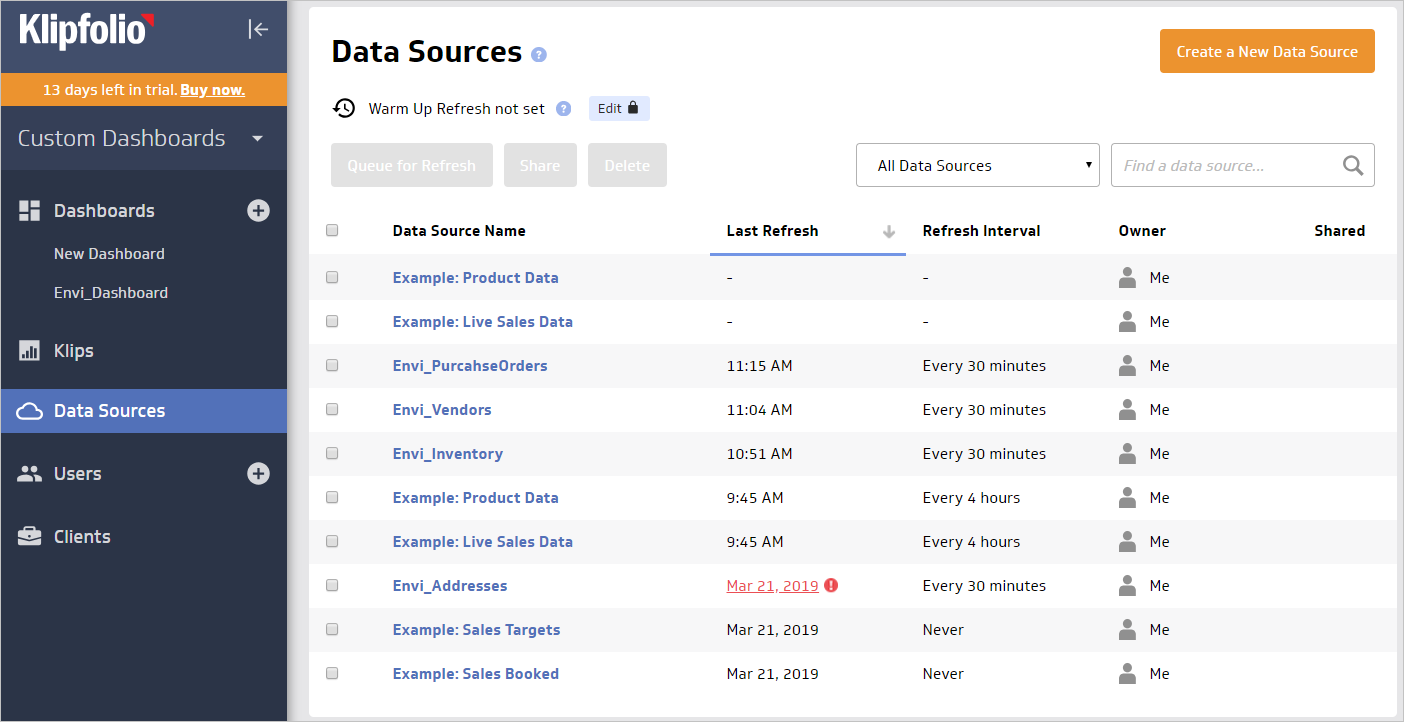 Klipfolio
13 days left in trial. Buy now.
Custom Dashboards
Dashboards
New Dashboard
Envi_Dashboard
Klips
Data Sources
Users
Clients
Data Sources ?
Create a New Data Source
Warm Up Refresh not set ? Edit
Queue for Refresh Share Delete All Data Sources Find a data source...
Data Source Name Last Refresh Refresh Interval Owner Shared
Example: Product Data - - Me
Example: Live Sales Data - - Me
Envi_PurcahseOrders 11:15 AM Every 30 minutes Me
Envi_Vendors 11:04 AM Every 30 minutes Me
Envi_Inventory 10:51 AM Every 30 minutes Me
Example: Product Data 9:45 AM Every 4 hours Me
Example: Live Sales Data 9:45 AM Every 4 hours Me
Envi_Addresses Mar 21, 2019 ! Every 30 minutes Me
Example: Sales Targets Mar 21, 2019 Never Me
Example: Sales Booked Mar 21, 2019 Never Me